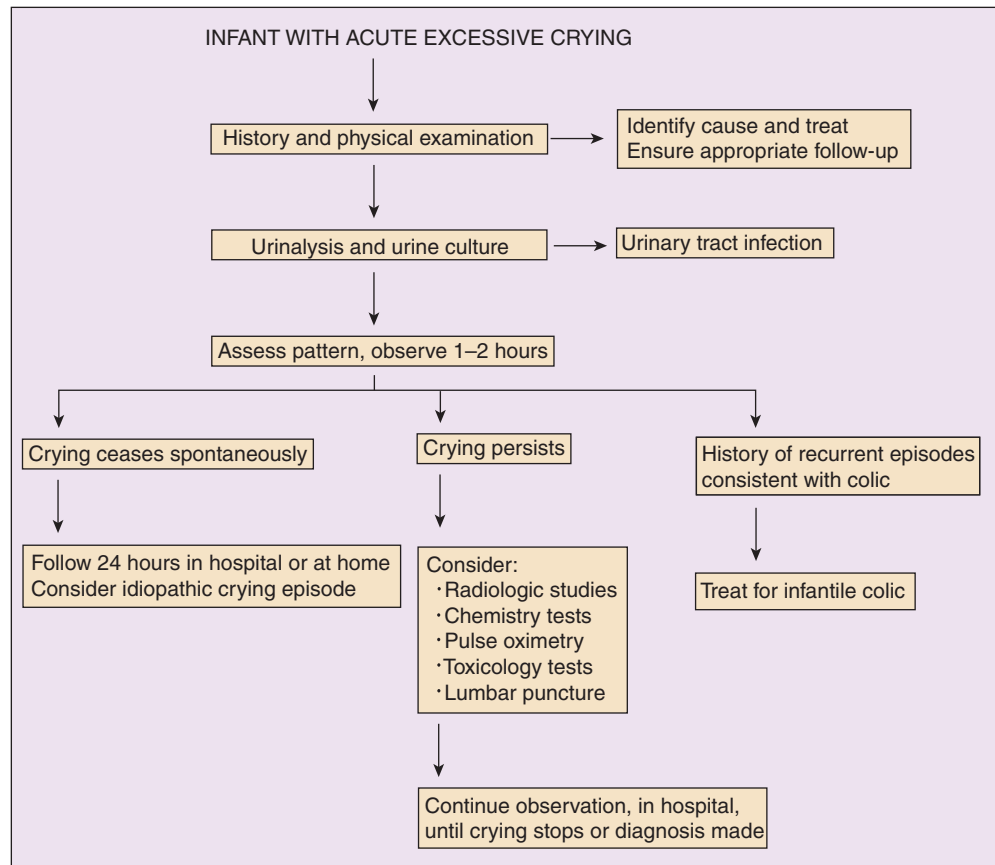 INFANT WITH ACUTE EXCESSIVE CRYING
History and physical examination
Identify cause and treat
Ensure appropriate follow-up
Urinalysis and urine culture
Urinary tract infection
Assess pattern, observe 1–2 hours
Crying ceases spontaneously
Crying persists
History of recurrent episodes
consistent with colic
Follow 24 hours in hospital or at home
Consider idiopathic crying episode
Consider:
·Radiologic studies
·Chemistry tests
·Pulse oximetry
·Toxicology tests
·Lumbar puncture
Treat for infantile colic
Continue observation, in hospital,
until crying stops or diagnosis made